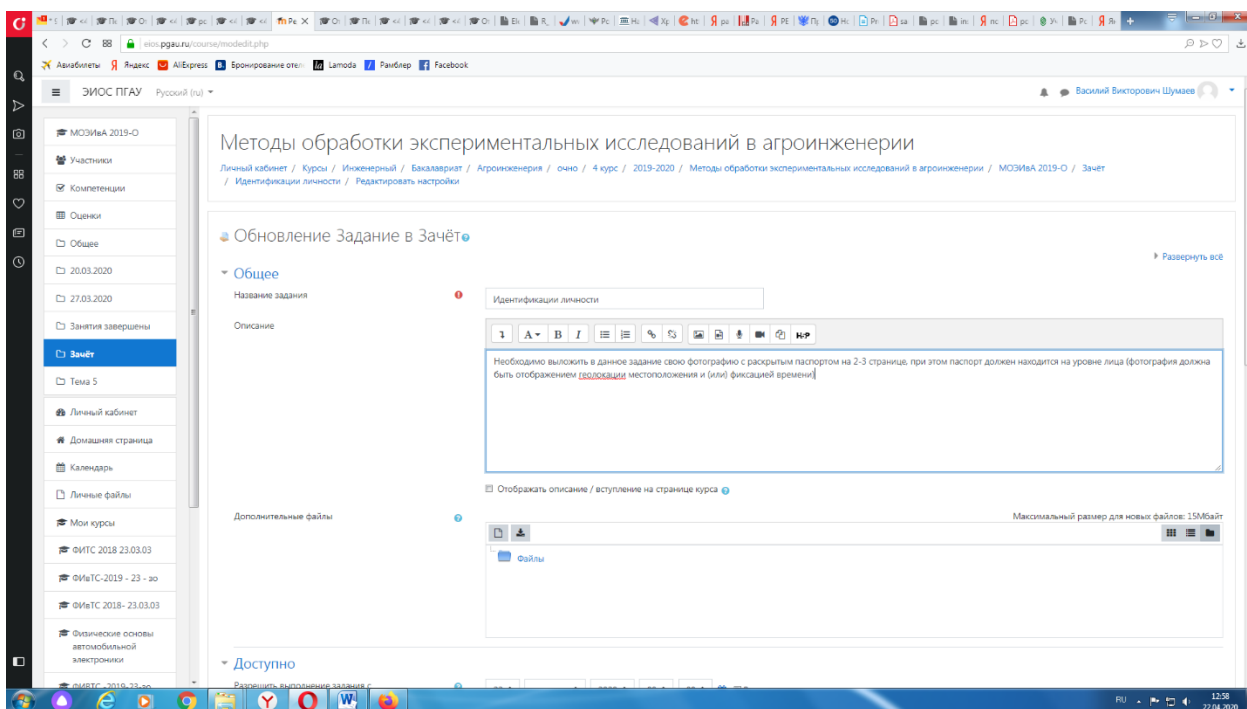 eios.pgau.ru/course/modedit.php
Авиабилеты Яндекс AliExpress Бронирование отел Lamoda Рамблер Facebook
ЭИОС ПГАУ Русский (ru)
Василий Викторович Шумаев
МОЭИвА 2019-О
Участники
Компетенции
Оценки
Общее
20.03.2020
27.03.2020
Занятия завершены
Зачёт
Тема 5
Личный кабинет
Домашняя страница
Календарь
Личные файлы
Мои курсы
ФИТС 2018 23.03.03
ФИвТС-2019 - 23 - зо
ФИвТС 2018- 23.03.03
Физические основы
автомобильной
электроники
Методы обработки экспериментальных исследований в агроинженерии
Личный кабинет / Курсы / Инженерный / Бакалавриат / Агроинженерия / очно / 4 курс / 2019-2020 / Методы обработки экспериментальных исследований в агроинженерии / МОЭИвА 2019-О / Зачёт
/ Идентификации личности / Редактировать настройки
Обновление Задание в Зачёт
Развернуть всё
Общее
Название задания
Идентификации личности
Описание
Необходимо выложить в данное задание свою фотографию с раскрытым паспортом на 2-3 странице, при этом паспорт должен находится на уровне лица (фотография должна
быть отображением геолокации местоположения и (или) фиксацией времени)
Отображать описание / вступление на странице курса
Дополнительные файлы
Максимальный размер для новых файлов: 15Мбайт
Файлы
Доступно
Разрешить выполнение задания с
RU
12:58
22.04.2020